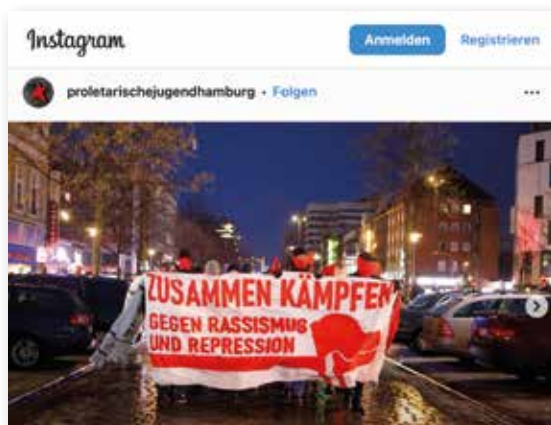 Instagram
Anmelden
Registrieren
proletarischejugendhamburg • Folgen
ZUSAMMEN KÄMPFEN
GEGEN RASSISMUS
UND REPRESSION